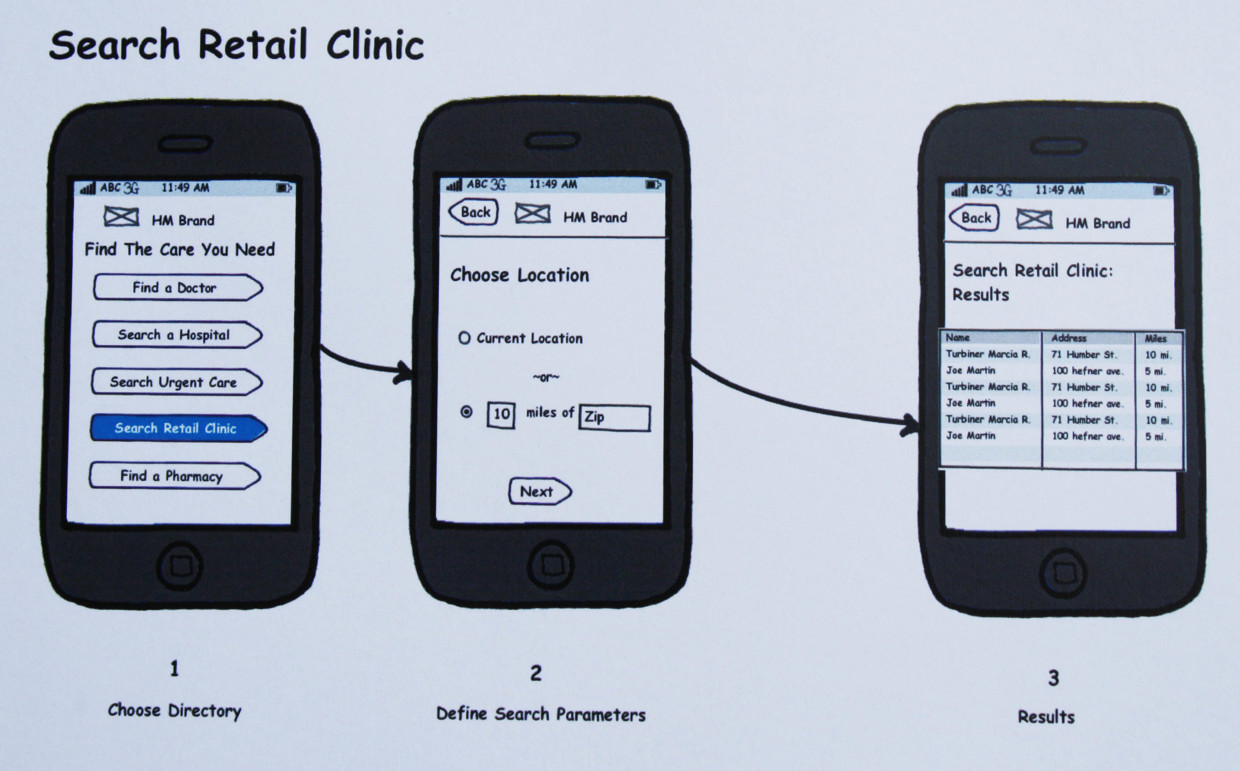 Search Retail Clinic
ABC 3G 11:49 AM
HM Brand
Find The Care You Need
Find a Doctor
Search a Hospital
Search Urgent Care
Search Retail Clinic
Find a Pharmacy
1
Choose Directory
ABC 3G 11:49 AM
Back HM Brand
Choose Location
Current Location
~or~
10 miles of Zip
Next
2
Define Search Parameters
ABC 3G 11:49 AM
Back HM Brand
Search Retail Clinic:
Results
Name Address Miles
Turbiner Marcia R. 71 Humber St. 10 mi.
Joe Martin 100 hefner ave. 5 mi.
Turbiner Marcia R. 71 Humber St. 10 mi.
Joe Martin 100 hefner ave. 5 mi.
Turbiner Marcia R. 71 Humber St. 10 mi.
Joe Martin 100 hefner ave. 5 mi.
3
Results